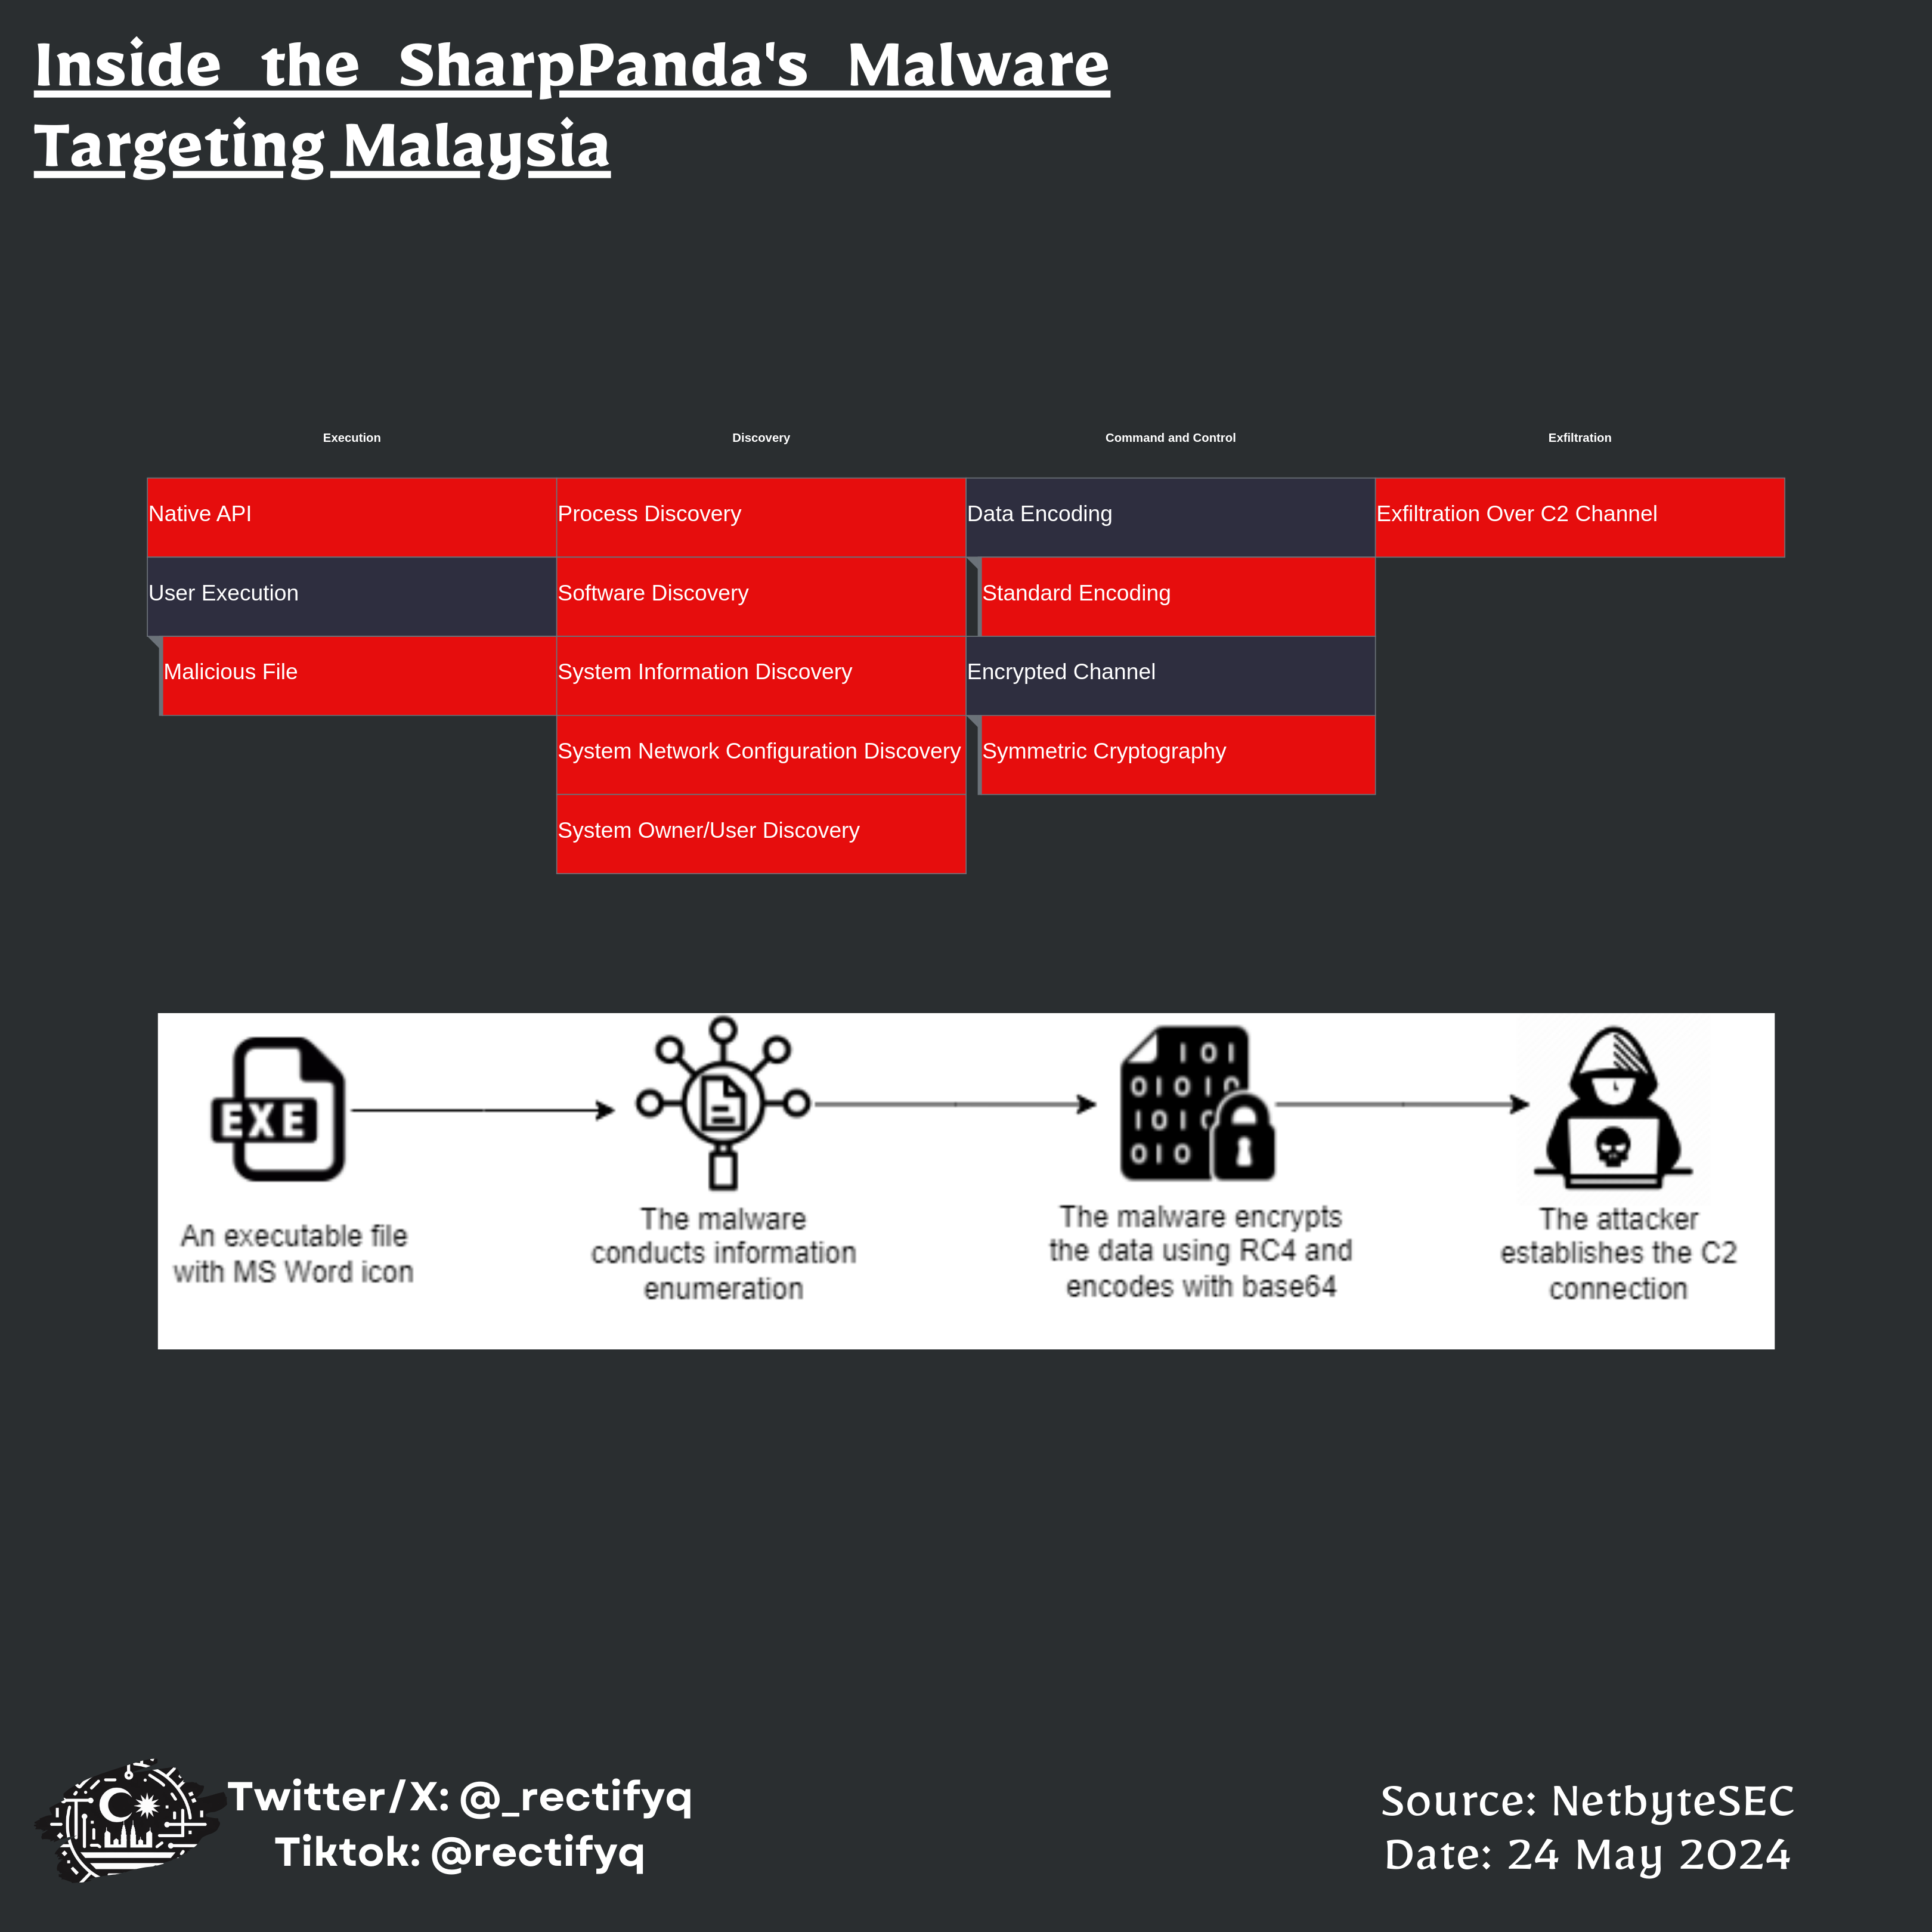 Inside the SharpPanda's Malware
Targeting Malaysia
Execution
Discovery
Command and Control
Exfiltration
Native API
Process Discovery
Data Encoding
Exfiltration Over C2 Channel
User Execution
Software Discovery
Standard Encoding
Malicious File
System Information Discovery
Encrypted Channel
System Network Configuration Discovery
Symmetric Cryptography
System Owner/User Discovery
EXE
An executable file
with MS Word icon
The malware
conducts information
enumeration
101
01010
1010
010
The malware encrypts
the data using RC4 and
encodes with base64
The attacker
establishes the C2
connection
Twitter/X: @_rectifyq
Tiktok: @rectifyq
Source: NetbyteSEC
Date: 24 May 2024